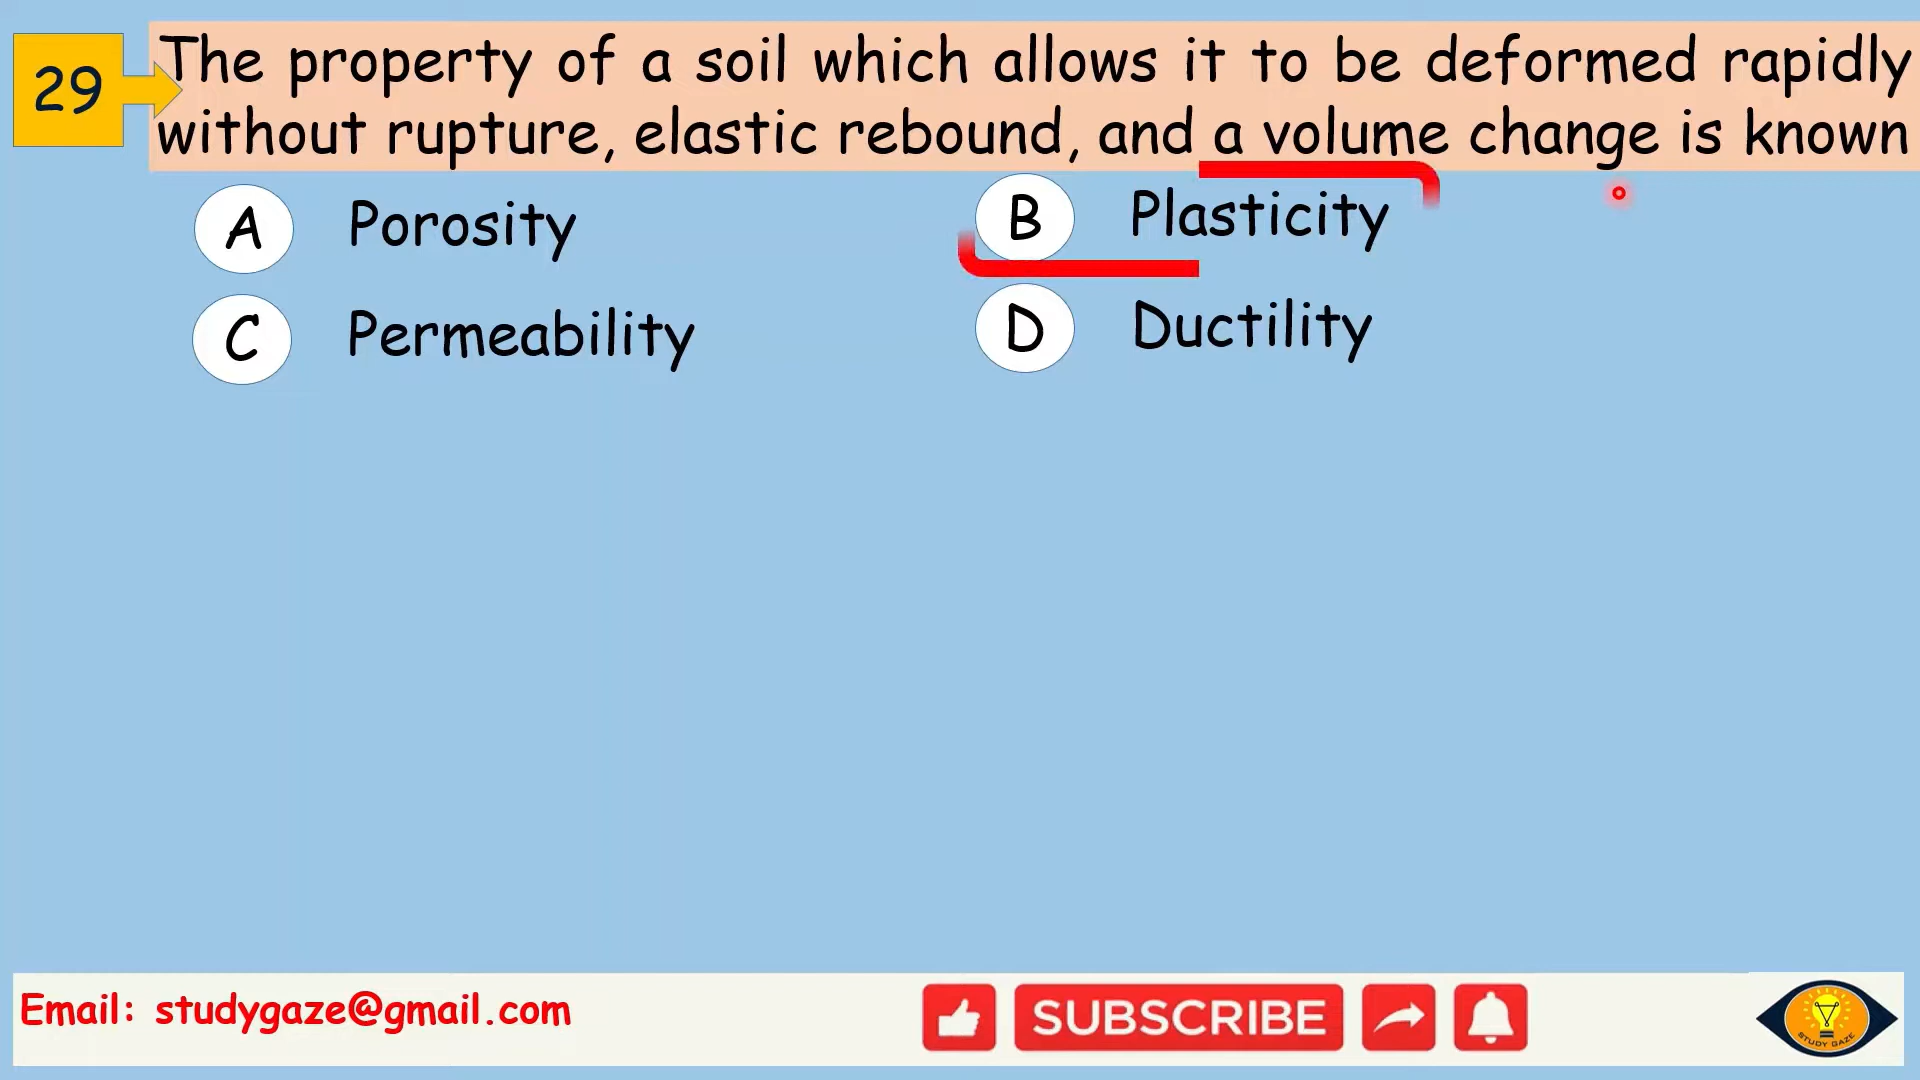 29
The property of a soil which allows it to be deformed rapidly
without rupture, elastic rebound, and a volume change is known
A Porosity
B Plasticity
C Permeability
D Ductility
Email: studygaze@gmail.com
SUBSCRIBE
STUDY GAZE